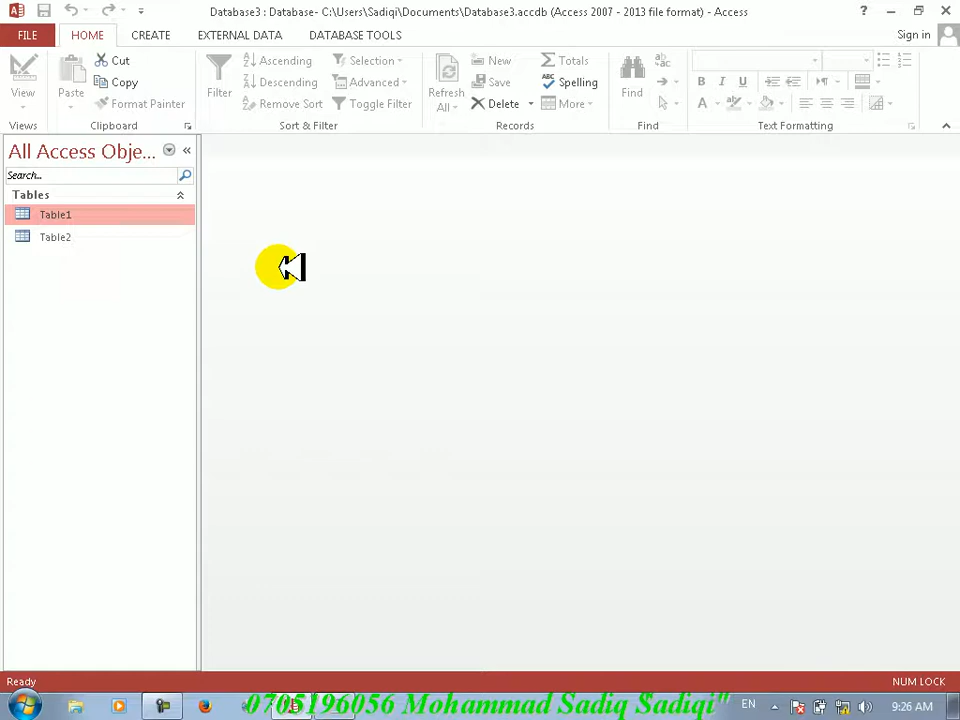 Database3 : Database- C:\Users\Sadiqi\Documents\Database3.accdb (Access 2007 - 2013 file format) - Access
FILE HOME CREATE EXTERNAL DATA DATABASE TOOLS Sign in
View
Views
Paste
Cut
Copy
Format Painter
Clipboard
Filter
Ascending
Descending
Remove Sort
Selection
Advanced
Toggle Filter
Sort & Filter
Refresh
All
New
Save
Delete
Totals
Spelling
More
Records
Find
Find
B I U
A
Text Formatting
All Access Obje...
Search...
Tables
Table1
Table2
Ready NUM LOCK
0705196056 Mohammad Sadiq Sadiqi"
EN 9:26 AM